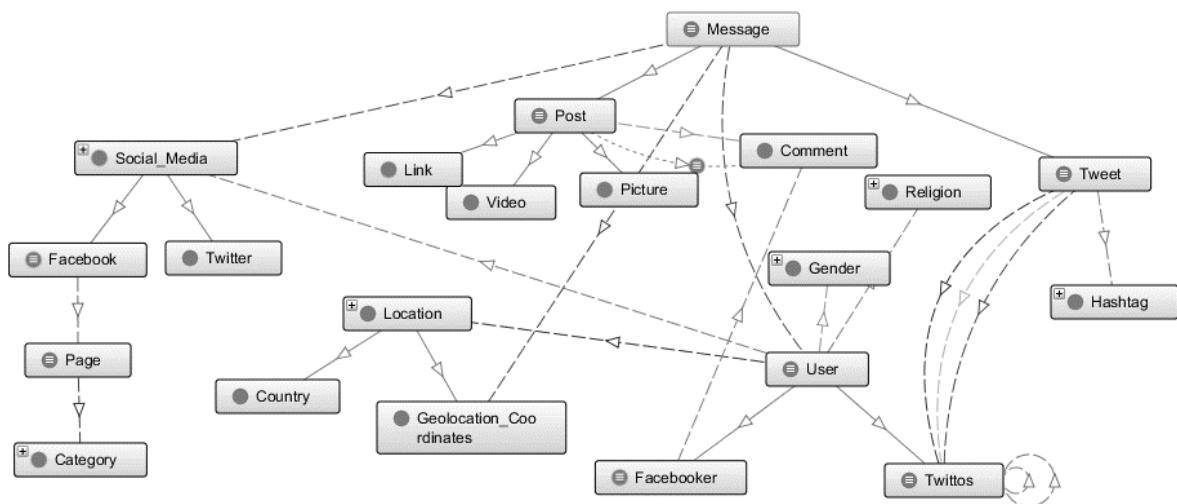 Message
Post
Social_Media
Comment
Link
Tweet
Picture
Religion
Video
Facebook
Twitter
Gender
Hashtag
Location
Page
User
Country
Geolocation_Coo
rdinates
Category
Facebooker
Twittos